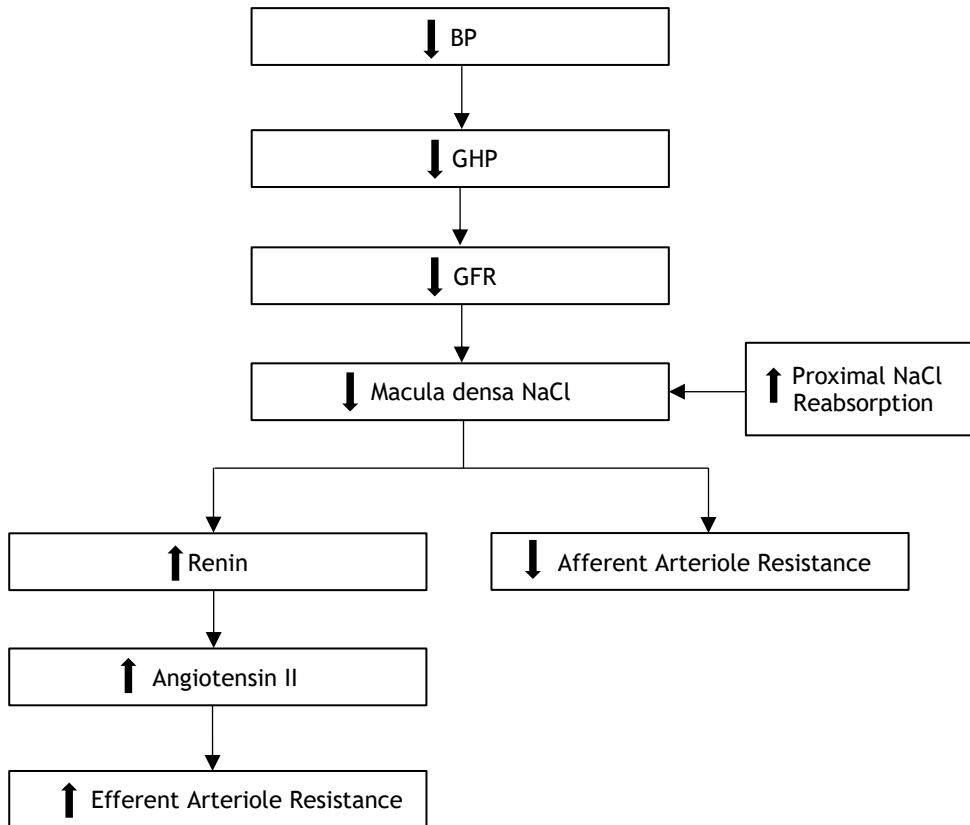 BP
GHP
GFR
Macula densa NaCl
Proximal NaCl
Reabsorption
Renin
Afferent Arteriole Resistance
Angiotensin II
Efferent Arteriole Resistance